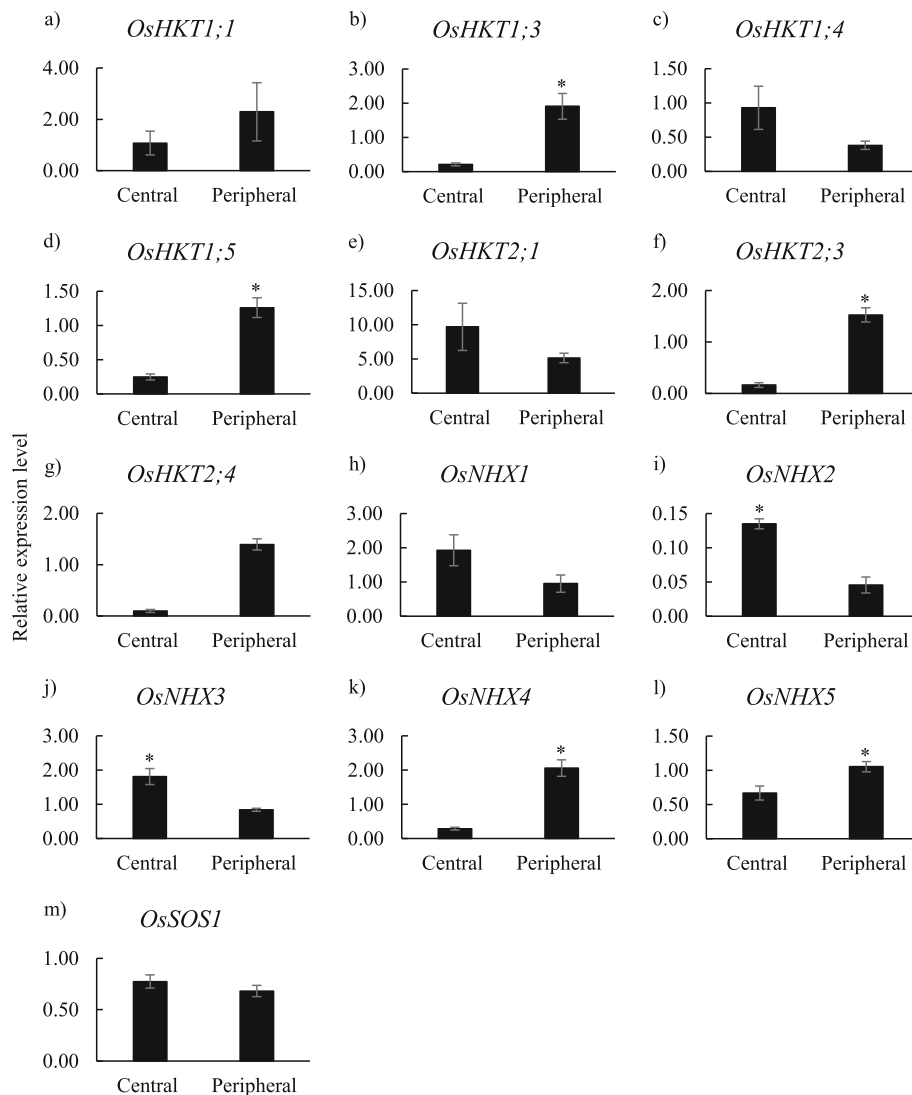 a)
OsHKT1;1
4.00
2.00
0.00
Central
Peripheral
b)
OsHKT1;3
3.00
*
2.00
1.00
0.00
Central
Peripheral
c)
OsHKT1;4
1.50
1.00
0.50
0.00
Central
Peripheral
d)
OsHKT1;5
1.50
*
1.00
0.50
0.00
Central
Peripheral
e)
OsHKT2;1
15.00
10.00
5.00
0.00
Central
Peripheral
f)
OsHKT2;3
2.00
*
1.00
0.00
Central
Peripheral
Relative expression level
g)
OsHKT2;4
2.00
1.00
0.00
Central
Peripheral
h)
OsNHX1
3.00
2.00
1.00
0.00
Central
Peripheral
i)
OsNHX2
0.15
*
0.10
0.05
0.00
Central
Peripheral
j)
OsNHX3
3.00
*
2.00
1.00
0.00
Central
Peripheral
k)
OsNHX4
3.00
*
2.00
1.00
0.00
Central
Peripheral
l)
OsNHX5
1.50
*
1.00
0.50
0.00
Central
Peripheral
m)
OsSOS1
1.00
0.50
0.00
Central
Peripheral